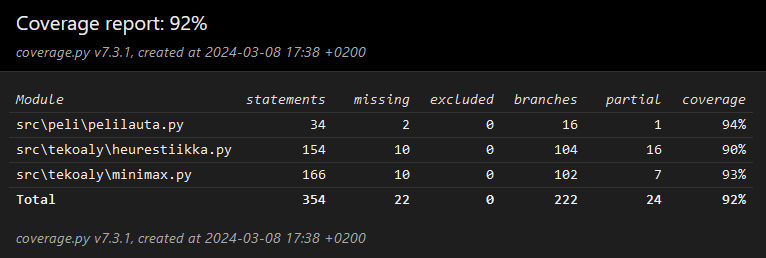 Coverage report: 92%
coverage.py v7.3.1, created at 2024-03-08 17:38 +0200
Module statements missing excluded branches partial coverage
src\peli\pelilauta.py 34 2 0 16 1 94%
src\tekoaly\heurestiikka.py 154 10 0 104 16 90%
src\tekoaly\minimax.py 166 10 0 102 7 93%
Total 354 22 0 222 24 92%
coverage.py v7.3.1, created at 2024-03-08 17:38 +0200